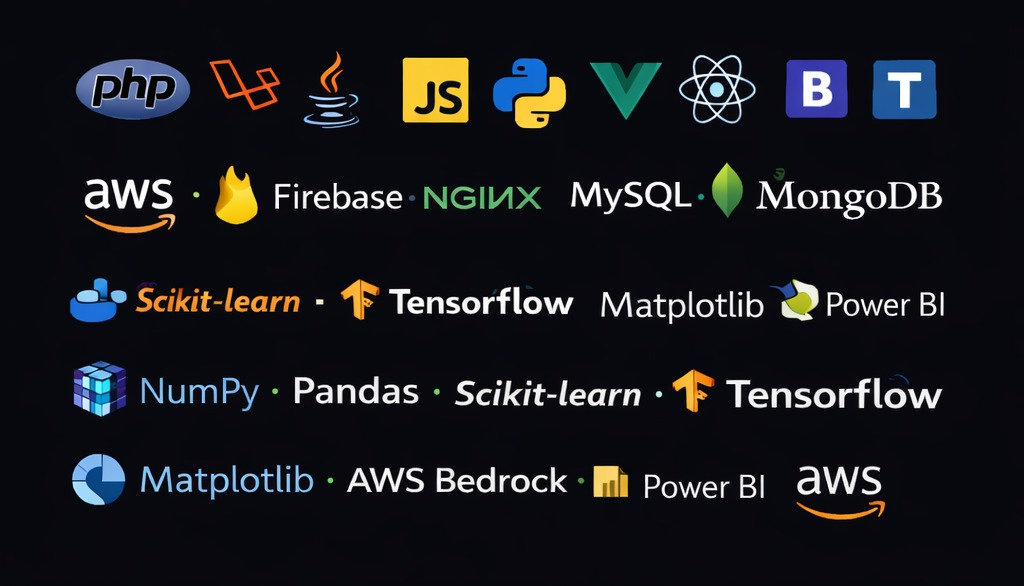 php JS B T
aws · Firebase · NGINX MySQL · MongoDB
Scikit-learn - Tensorflow Matplotlib Power BI
NumPy · Pandas · Scikit-learn · Tensorflow
Matplotlib · AWS Bedrock · Power BI aws